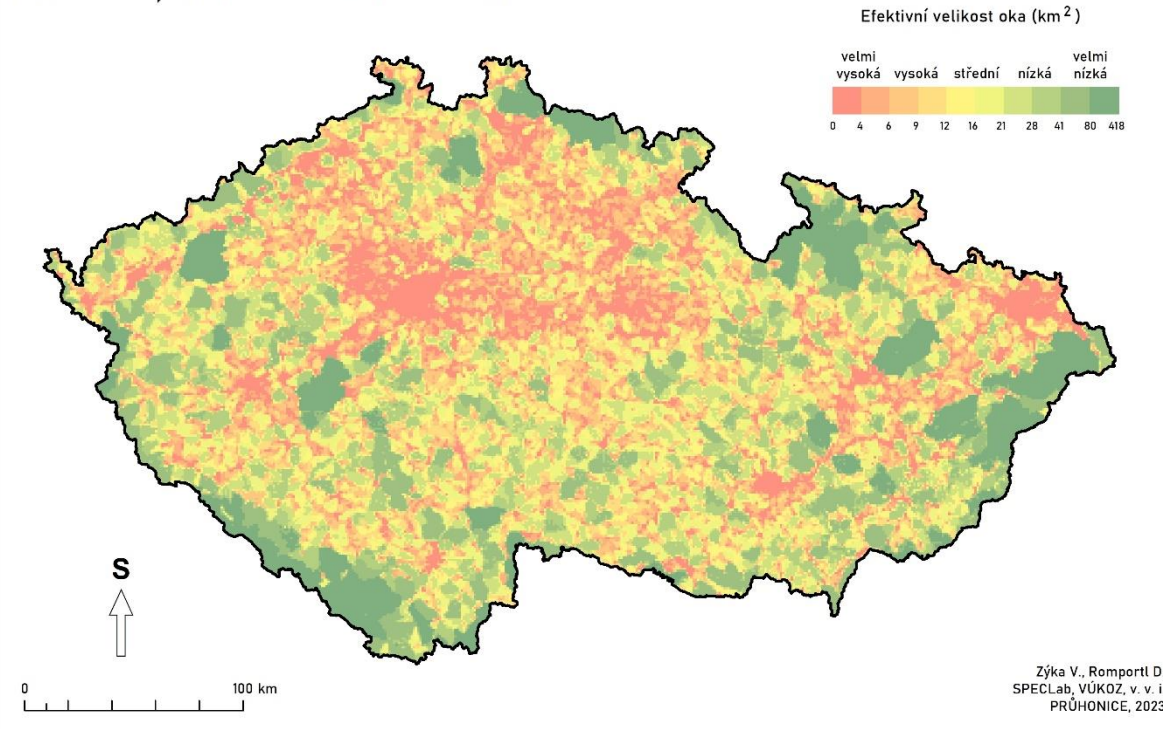 Efektivní velikost oka (km²)
velmi vysoká vysoká střední nízká velmi nízká
0 4 6 9 12 16 21 28 41 80 418
S
0 100 km
Zýka V., Romportl D
SPECLab, VÚKOZ, v. v. i
PRŮHONICE, 2023